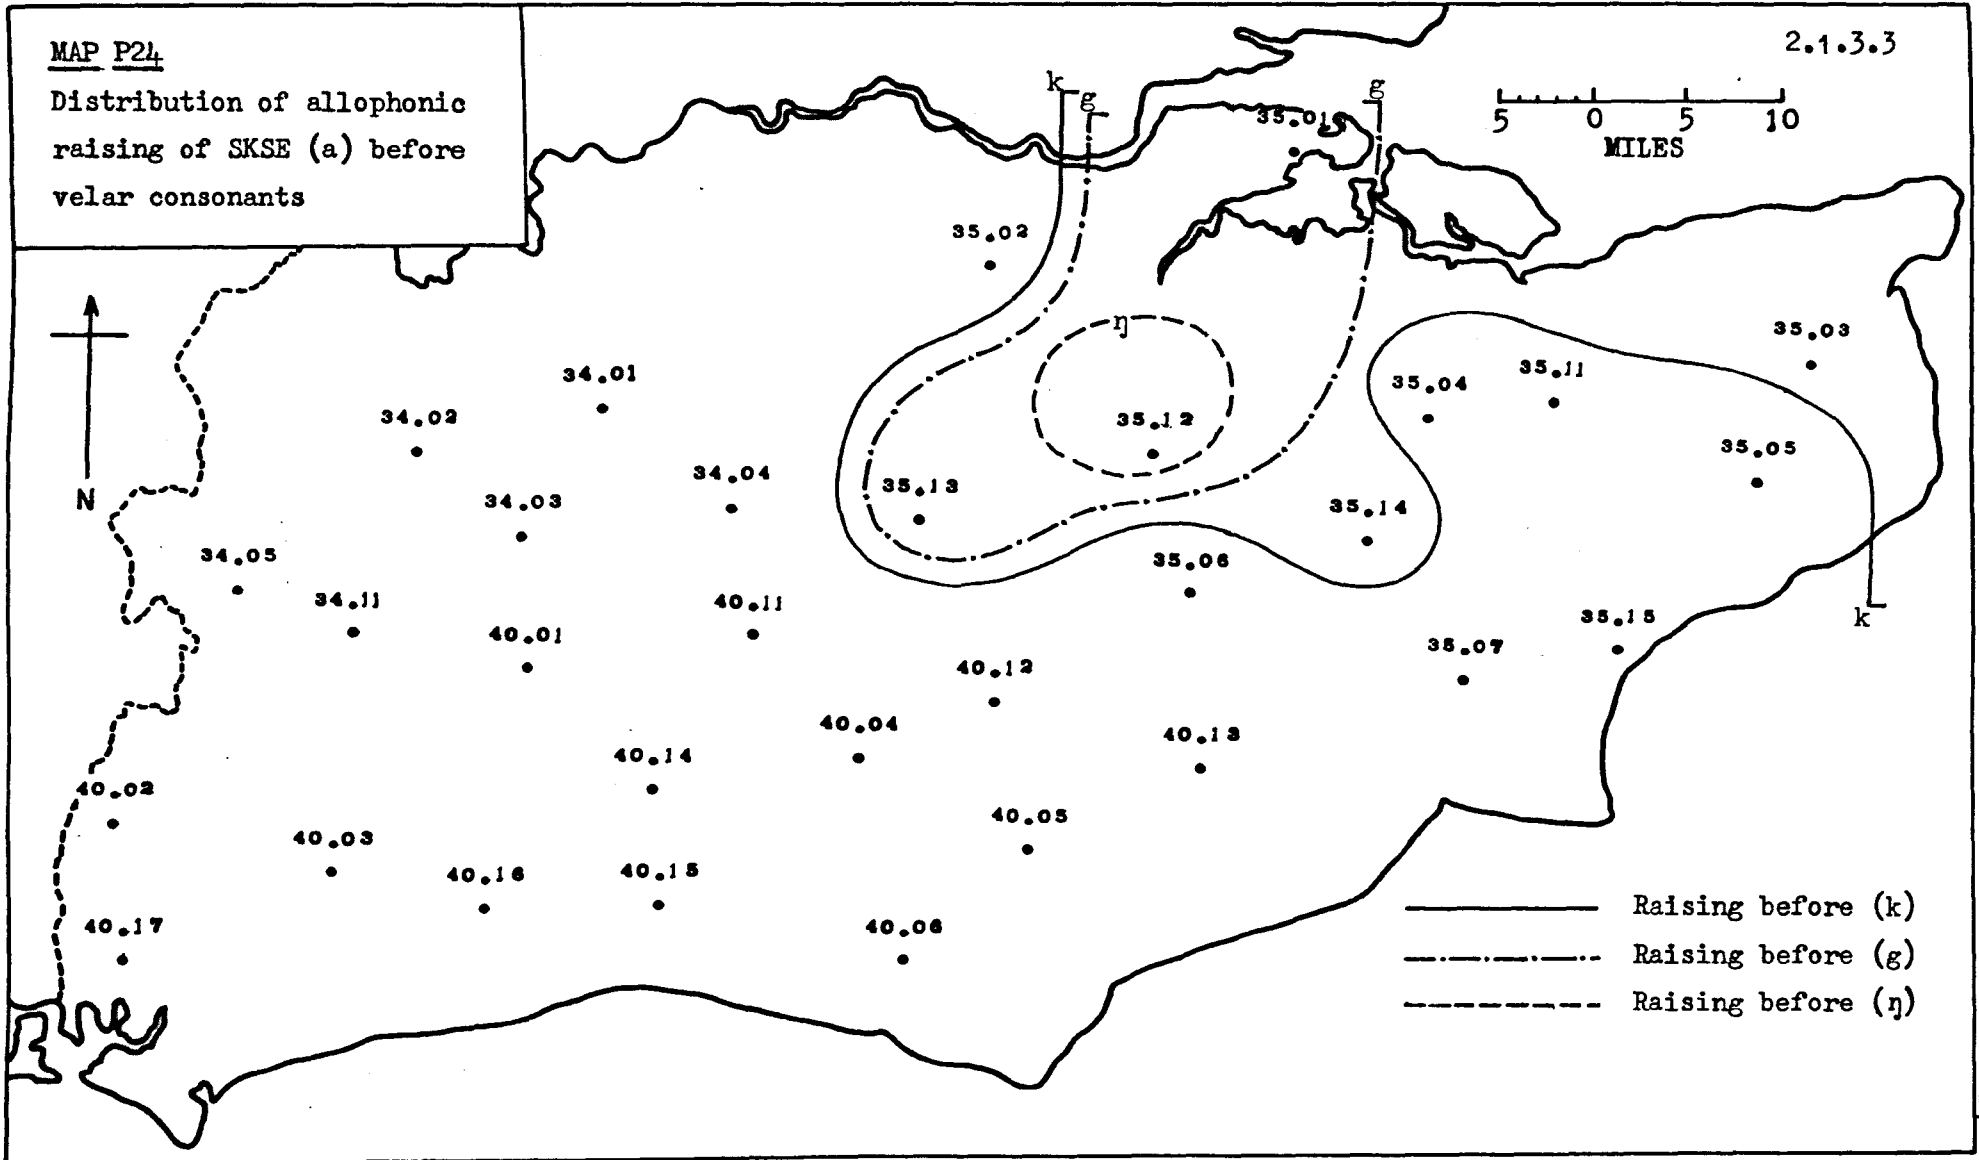 MAP P24
Distribution of allophonic
raising of SKSE (a) before
velar consonants
2.1.3.3
k
g
g
5 0 5 10
MILES
35.01
35.02
η
35.03
34.01
35.11
35.04
34.02
35.12
35.05
34.04
35.13
34.03
35.14
34.05
35.06
N
34.11
40.11
k
35.15
40.01
35.07
40.12
40.04
40.13
40.14
40.02
40.05
40.03
40.16
40.15
40.17
40.06
Raising before (k)
Raising before (g)
Raising before (η)